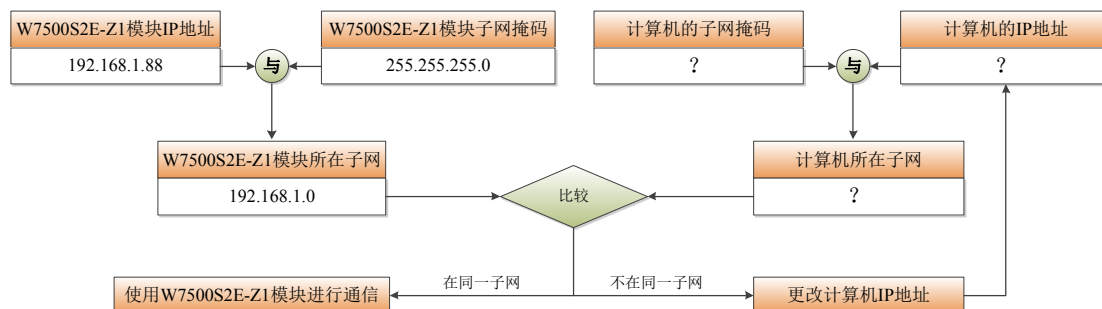 W7500S2E-Z1模块IP地址
192.168.1.88
与
W7500S2E-Z1模块子网掩码
255.255.255.0
计算机的子网掩码
?
与
计算机的IP地址
?
W7500S2E-Z1模块所在子网
192.168.1.0
比较
计算机所在子网
?
使用W7500S2E-Z1模块进行通信
在同一子网
不在同一子网
更改计算机IP地址